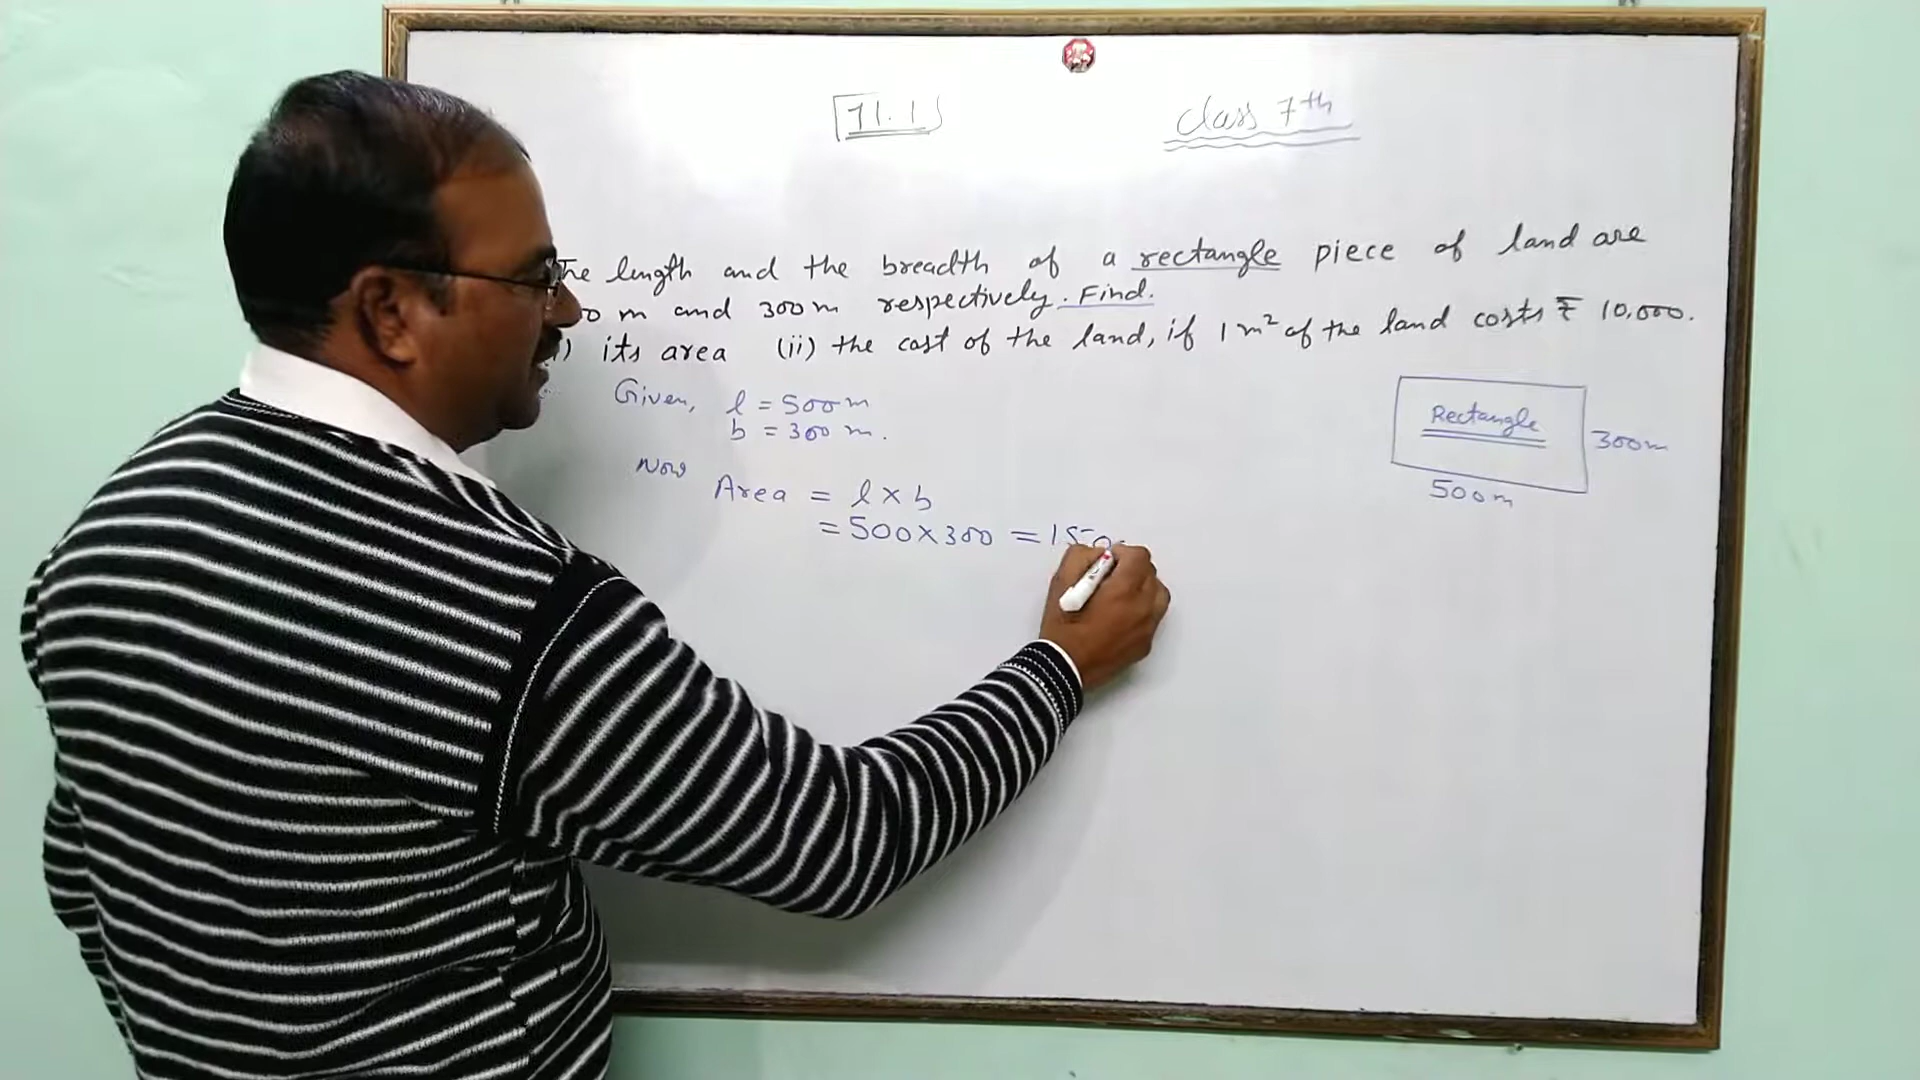 11.1
Class 7th
The length and the breadth of a rectangle piece of land are
0 m and 300 m respectively. Find.
i) its area (ii) the cost of the land, if 1 m² of the land costs ₹ 10,000.
Given, l = 500 m
b = 300 m.
Rectangle
300m
500m
Now
Area = l × b
= 500 × 300 = 150